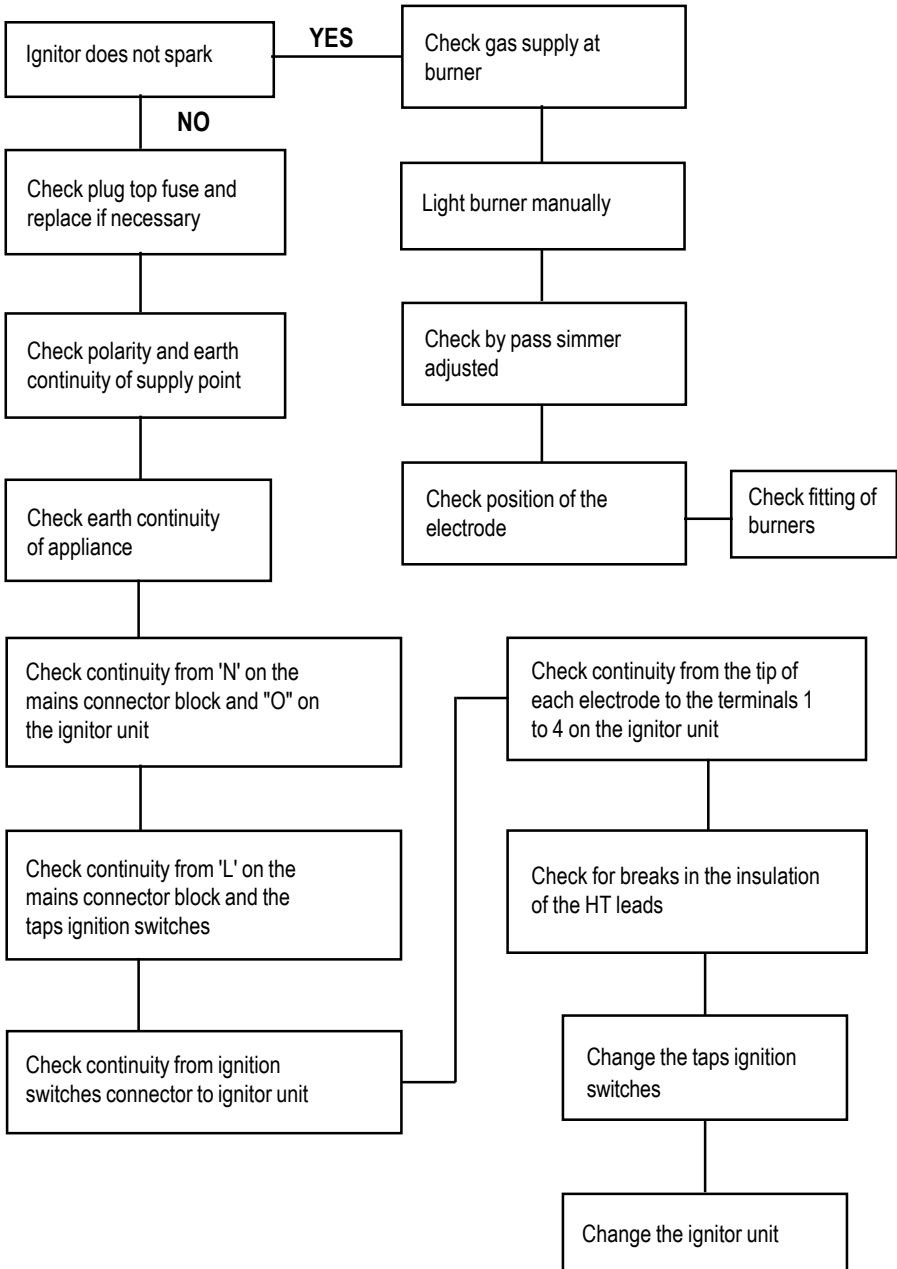 Ignitor does not spark
YES
Check gas supply at
burner
NO
Check plug top fuse and
replace if necessary
Light burner manually
Check polarity and earth
continuity of supply point
Check by pass simmer
adjusted
Check earth continuity
of appliance
Check position of the
electrode
Check fitting of
burners
Check continuity from 'N' on the
mains connector block and "O" on
the ignitor unit
Check continuity from 'L' on the
mains connector block and the
taps ignition switches
Check continuity from ignition
switches connector to ignitor unit
Check continuity from the tip of
each electrode to the terminals 1
to 4 on the ignitor unit
Check for breaks in the insulation
of the HT leads
Change the taps ignition
switches
Change the ignitor unit